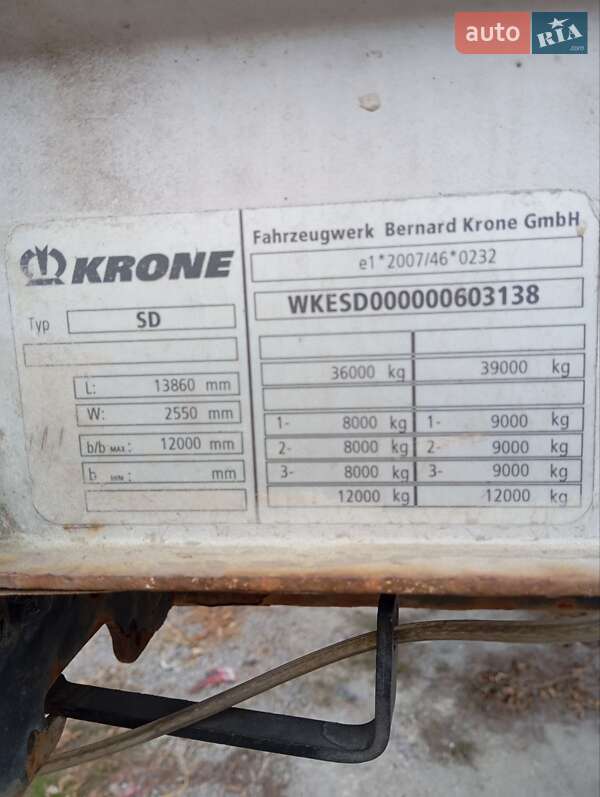 auto RIA .com
KRONE
Typ SD
L: 13860 mm
W: 2550 mm
b/b MAX: 12000 mm
b MIN: mm
Fahrzeugwerk Bernard Krone GmbH
e1*2007/46*0232
WKESD000000603138
36000 kg 39000 kg
1- 8000 kg 1- 9000 kg
2- 8000 kg 2- 9000 kg
3- 8000 kg 3- 9000 kg
12000 kg 12000 kg